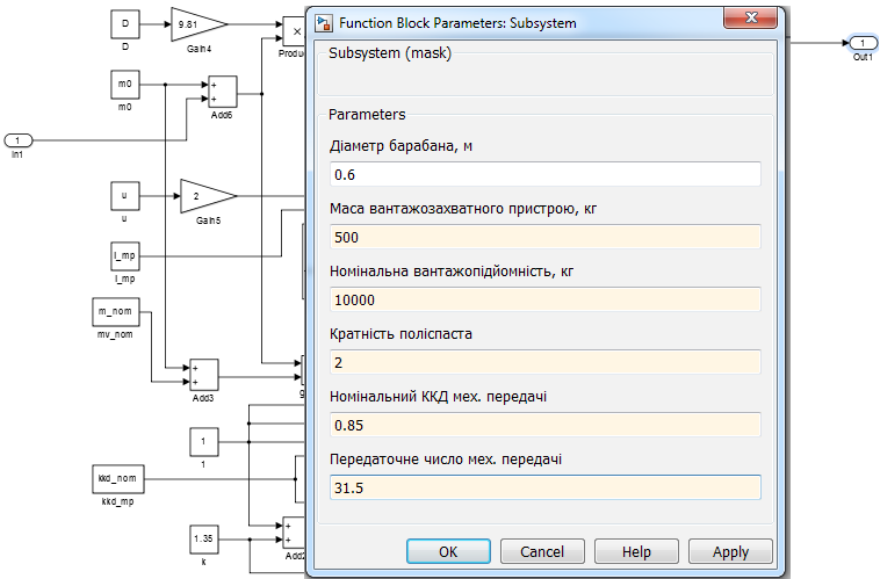 D
D
9.81
Gain4
×
Produ
m0
m0
+
+
Add6
1
In1
u
u
2
Gain5
I_mp
I_mp
m_nom
mv_nom
+
+
Add3
1
1
kkd_nom
kkd_mp
1.35
k
+
+
Add2
Function Block Parameters: Subsystem
Subsystem (mask)
Parameters
Діаметр барабана, м
0.6
Маса вантажозахватного пристрою, кг
500
Номінальна вантажопідйомність, кг
10000
Кратність поліспаста
2
Номінальний ККД мех. передачі
0.85
Передаточне число мех. передачі
31.5
OK
Cancel
Help
Apply
1
Out1